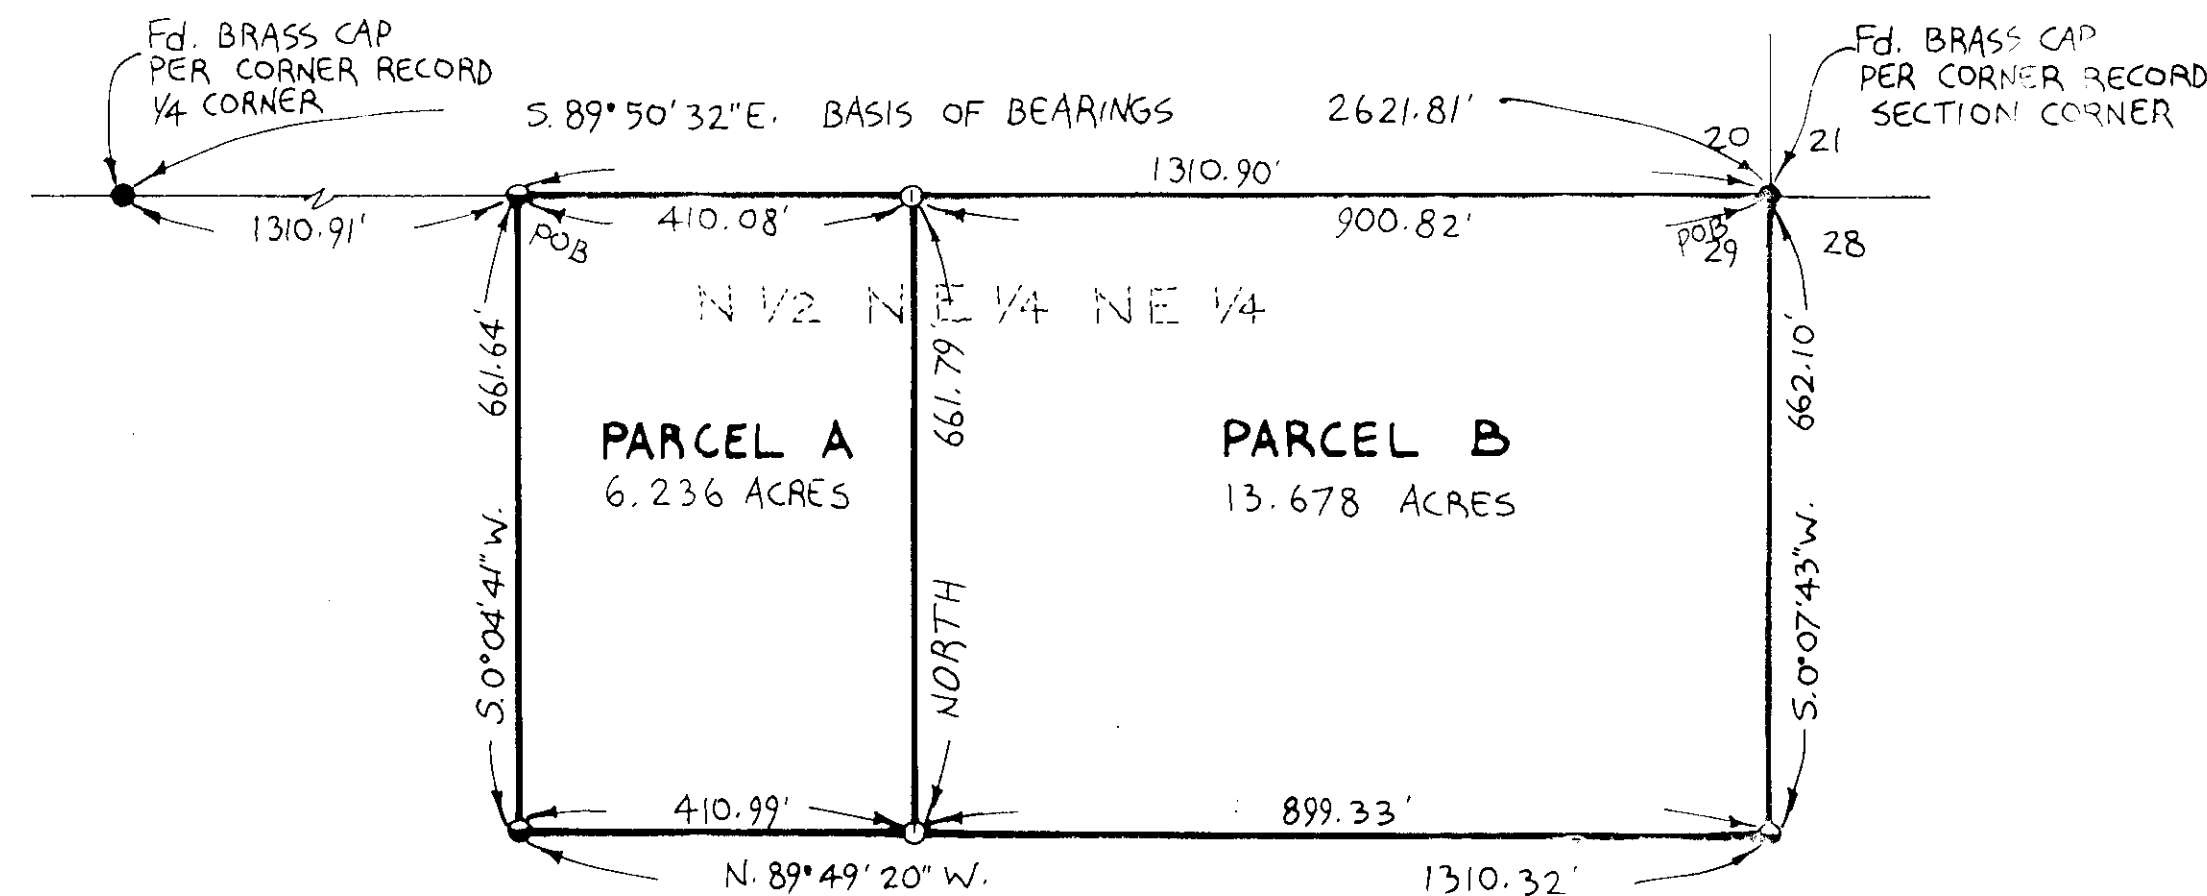 Fd. BRASS CAP
PER CORNER RECORD
1/4 CORNER
S. 89°50'32"E. BASIS OF BEARINGS 2621.81'
Fd. BRASS CAP
PER CORNER RECORD
SECTION CORNER
20 21
1310.90'
1310.91'
POB
410.08'
900.82'
POB
29 28
N 1/2 NE 1/4 NE 1/4
661.64'
661.79'
662.10'
PARCEL A
6.236 ACRES
PARCEL B
13.678 ACRES
S.0°04'41"W.
NORTH
S.0°07'43"W.
410.99'
899.33'
N. 89°49'20" W.
1310.32'